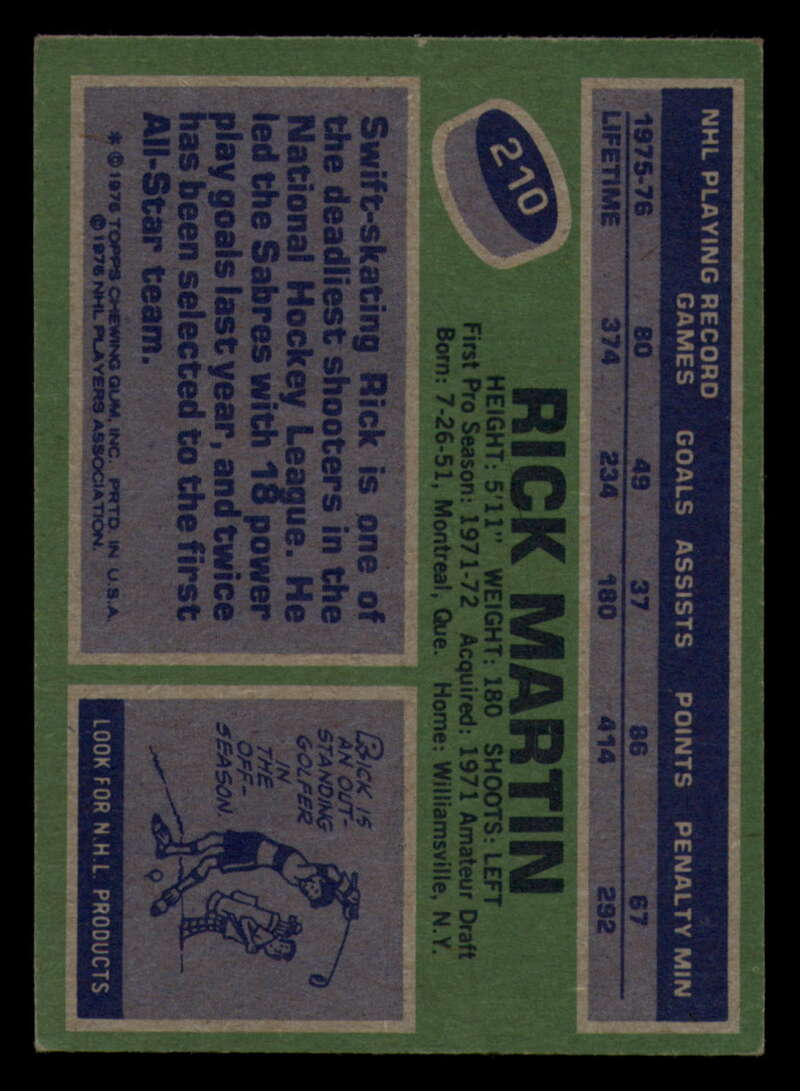 NHL PLAYING RECORD
GAMES GOALS ASSISTS POINTS PENALTY MIN
1975-76 80 49 37 86 67
LIFETIME 374 234 180 414 292
210
RICK MARTIN
HEIGHT: 5'11" WEIGHT: 180 SHOOTS: LEFT
First Pro Season: 1971-72 Acquired: 1971 Amateur Draft
Born: 7-26-51, Montreal, Que. Home: Williamsville, N.Y.
Swift-skating Rick is one of
the deadliest shooters in the
National Hockey League. He
led the Sabres with 18 power
play goals last year, and twice
has been selected to the first
All-Star team.
* © 1976 TOPPS CHEWING GUM, INC. PRTD. IN U.S.A.
© 1976 NHL PLAYERS ASSOCIATION.
RICK IS
AN OUT-
STANDING
GOLFER
IN
THE
OFF-
SEASON.
LOOK FOR N.H.L. PRODUCTS